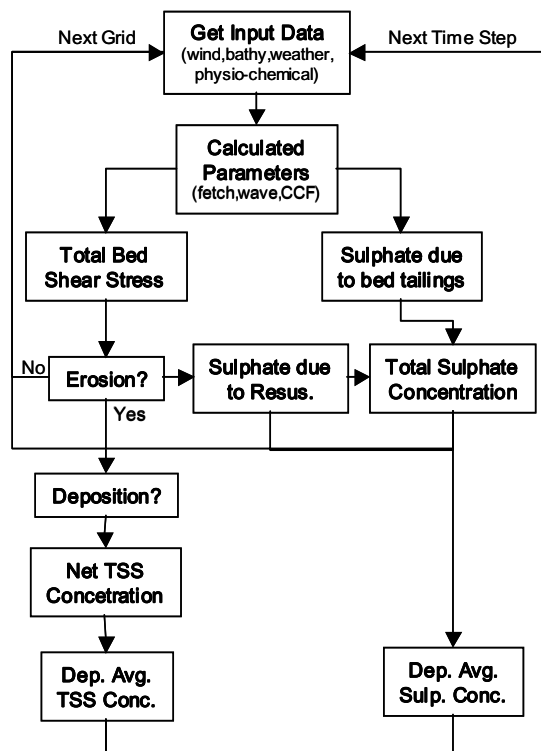 Next Grid
Get Input Data
(wind,bathy,weather,
physio-chemical)
Next Time Step
Calculated
Parameters
(fetch,wave,CCF)
Total Bed
Shear Stress
Sulphate due
to bed tailings
No
Erosion?
Sulphate due
to Resus.
Total Sulphate
Concentration
Yes
Deposition?
Net TSS
Concetration
Dep. Avg.
TSS Conc.
Dep. Avg.
Sulp. Conc.